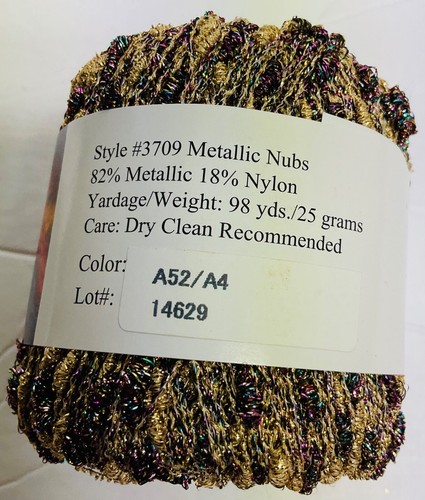 Style #3709 Metallic Nubs
82% Metallic 18% Nylon
Yardage/Weight: 98 yds./25 grams
Care: Dry Clean Recommended
Color: A52/A4
Lot#: 14629